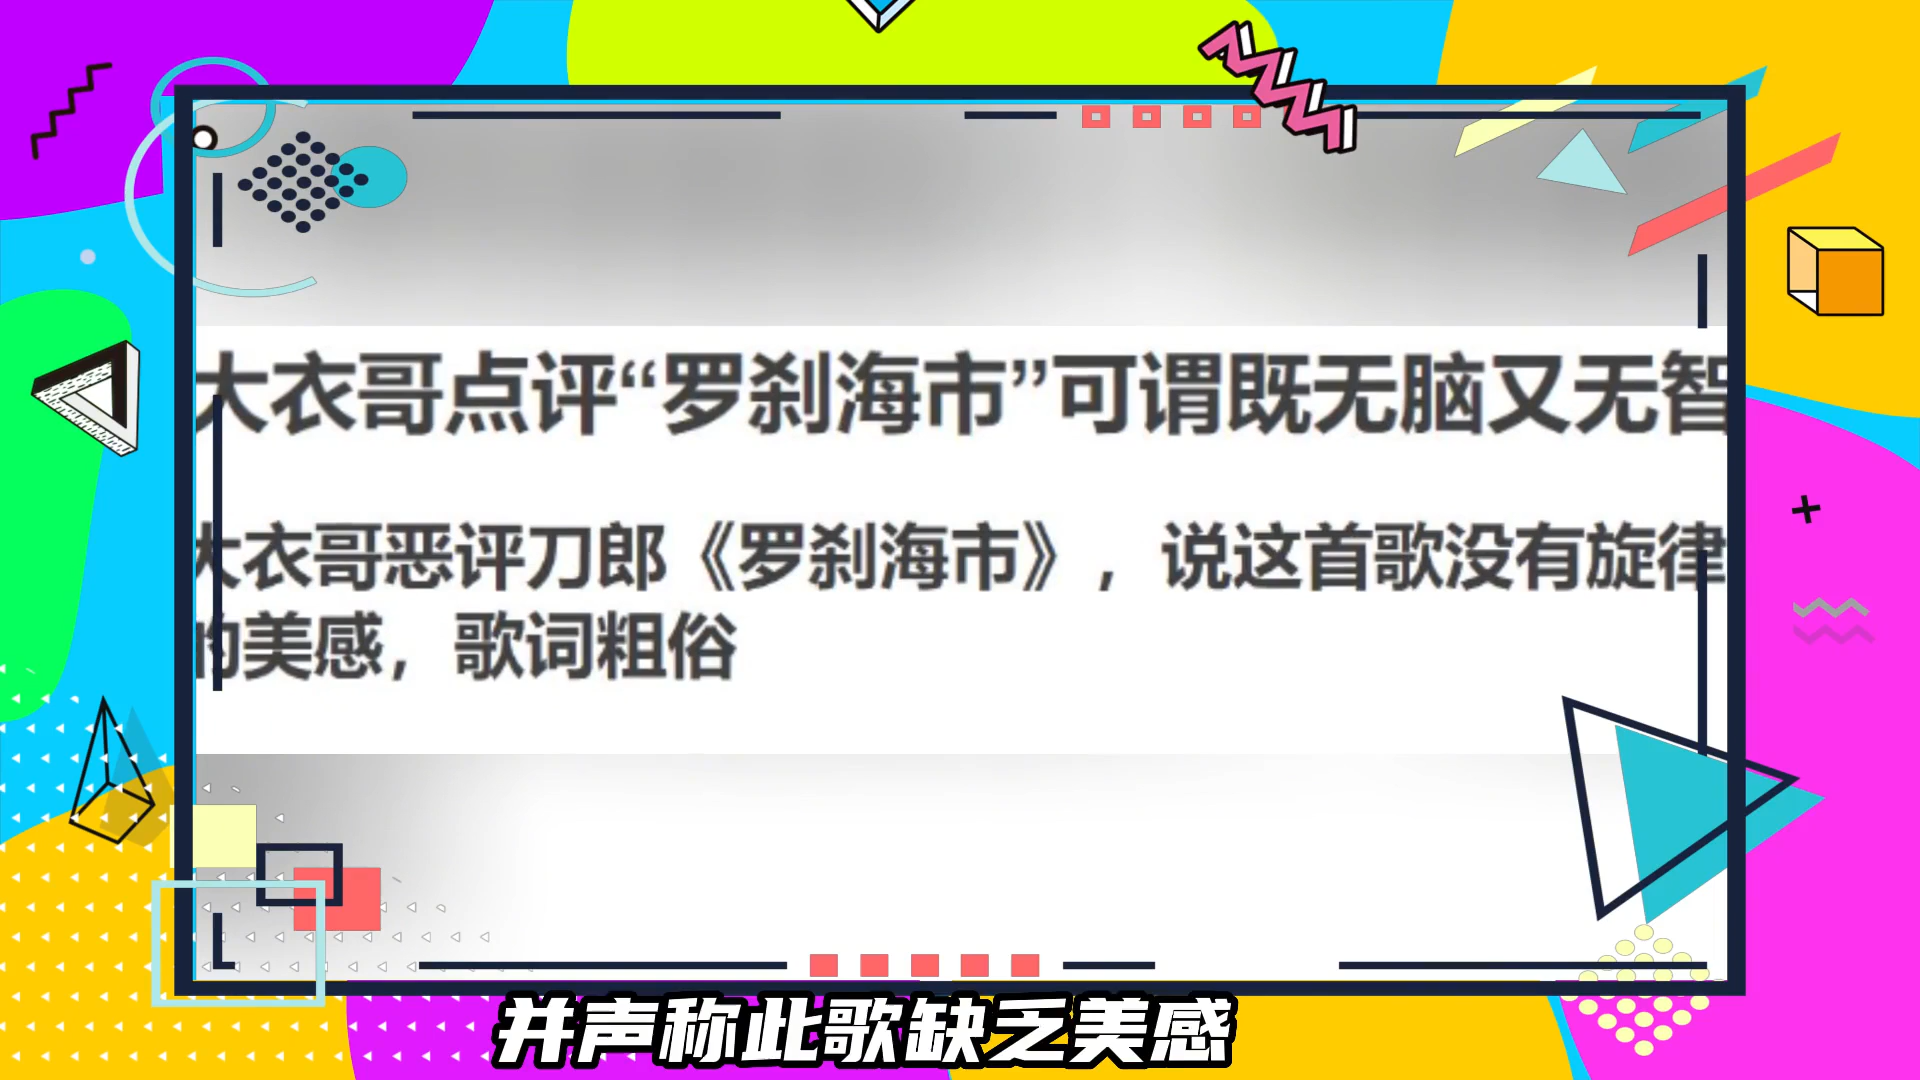 大衣哥点评“罗刹海市”可谓既无脑又无智
大衣哥恶评刀郎《罗刹海市》，说这首歌没有旋律
的美感，歌词粗俗
并声称此歌缺乏美感